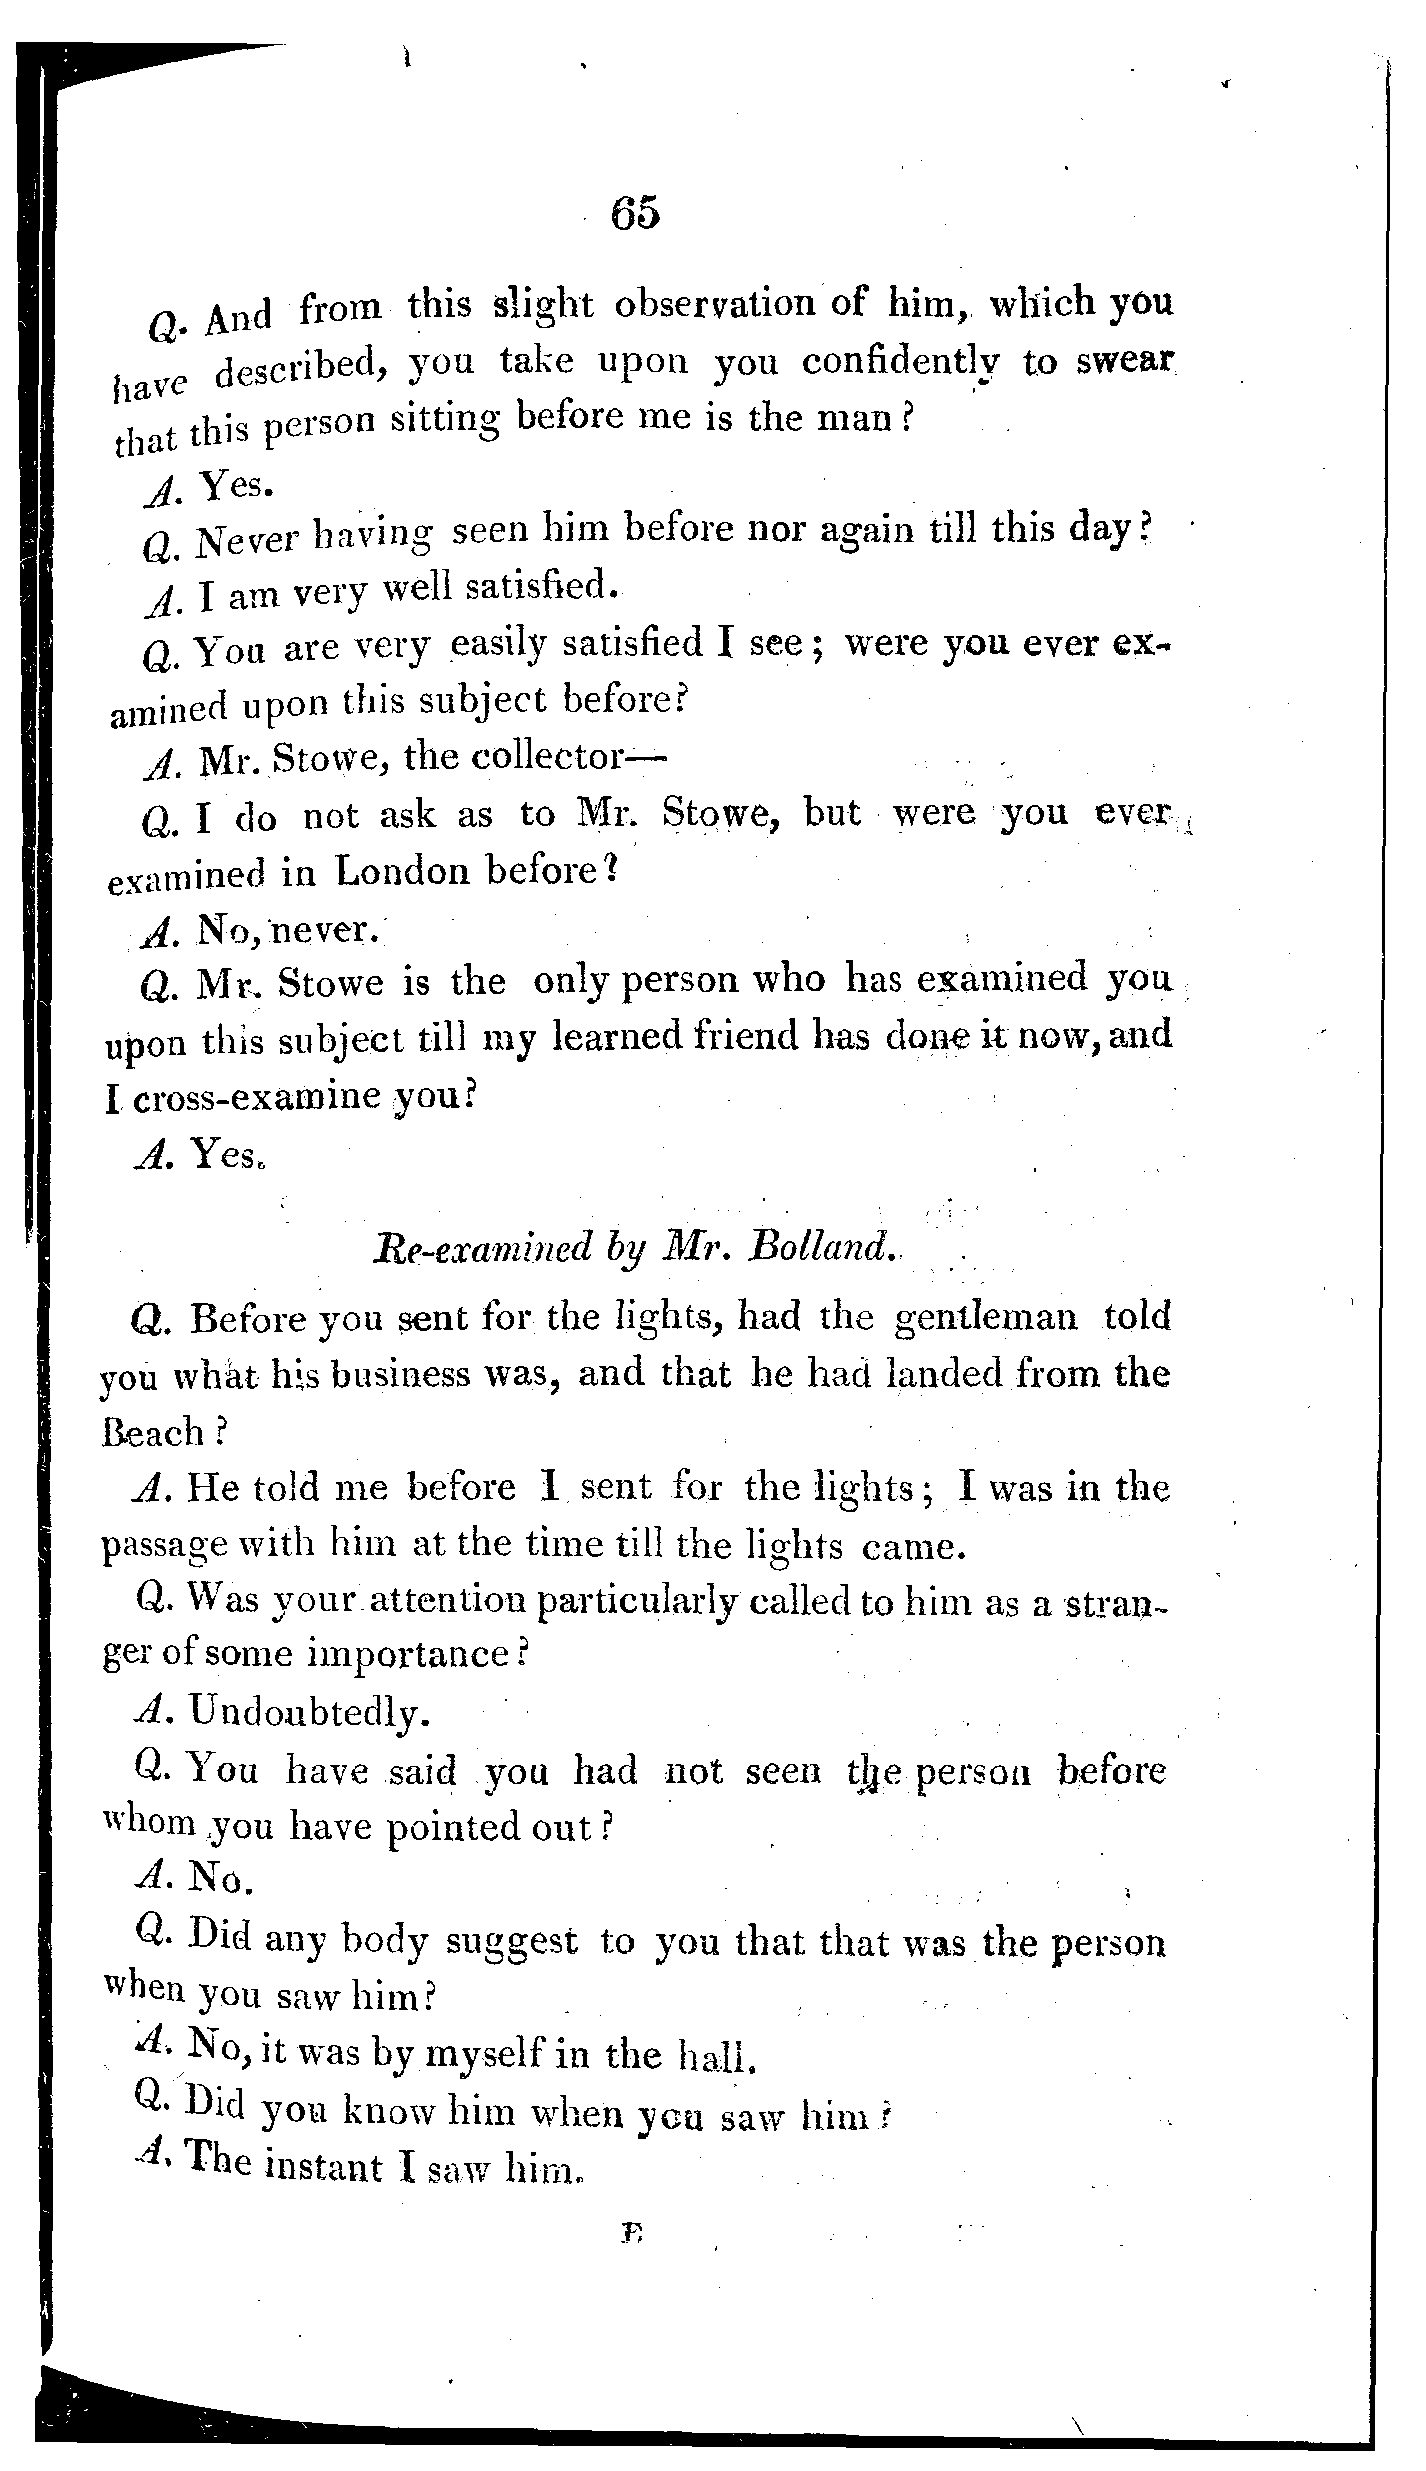 65
Q. And from this slight observation of him, which you
have described, you take upon you confidently to swear
that this person sitting before me is the man?
A. Yes.
Q. Never having seen him before nor again till this day?
A. I am very well satisfied.
Q. You are very easily satisfied I see; were you ever ex-
amined upon this subject before?
A. Mr. Stowe, the collector—
Q. I do not ask as to Mr. Stowe, but were you ever
examined in London before?
A. No, never.
Q. Mr. Stowe is the only person who has examined you
upon this subject till my learned friend has done it now, and
I cross-examine you?
A. Yes.
Re-examined by Mr. Bolland.
Q. Before you sent for the lights, had the gentleman told
you what his business was, and that he had landed from the
Beach?
A. He told me before I sent for the lights; I was in the
passage with him at the time till the lights came.
Q. Was your attention particularly called to him as a stran-
ger of some importance?
A. Undoubtedly.
Q. You have said you had not seen the person before
whom you have pointed out?
A. No.
Q. Did any body suggest to you that that was the person
when you saw him?
A. No, it was by myself in the hall.
Q. Did you know him when you saw him?
A. The instant I saw him.
E